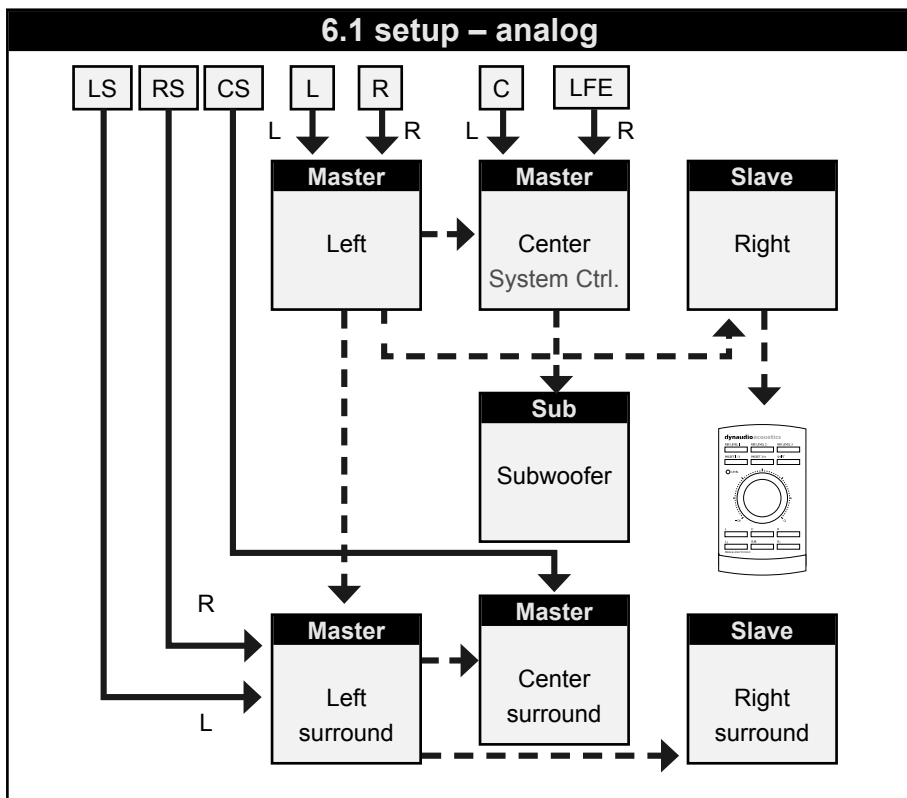 6.1 setup – analog
LS RS CS L R C LFE
L R L R
Master Master Slave
Left Center Right
System Ctrl.
Sub
Subwoofer
dynaudioacoustics
R
Master Master Slave
Left Center Right
surround surround surround
L